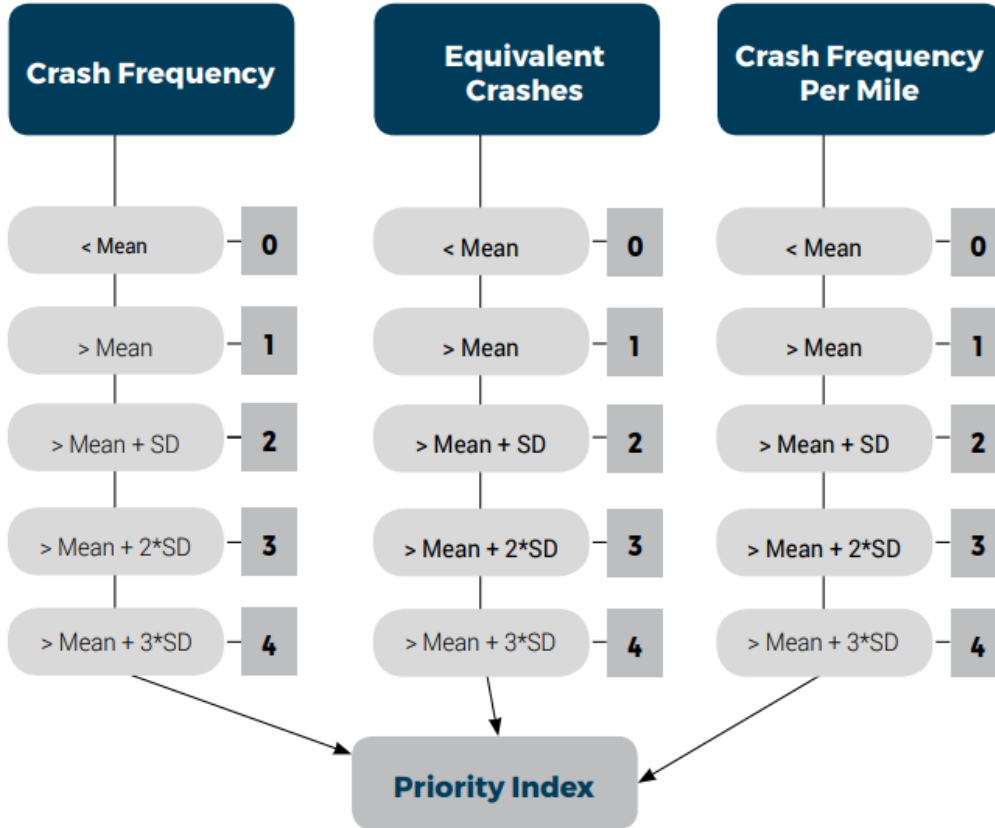 Crash Frequency
< Mean
0
> Mean
1
> Mean + SD
2
> Mean + 2*SD
3
> Mean + 3*SD
4
Equivalent
Crashes
< Mean
0
> Mean
1
> Mean + SD
2
> Mean + 2*SD
3
> Mean + 3*SD
4
Crash Frequency
Per Mile
< Mean
0
> Mean
1
> Mean + SD
2
> Mean + 2*SD
3
> Mean + 3*SD
4
Priority Index